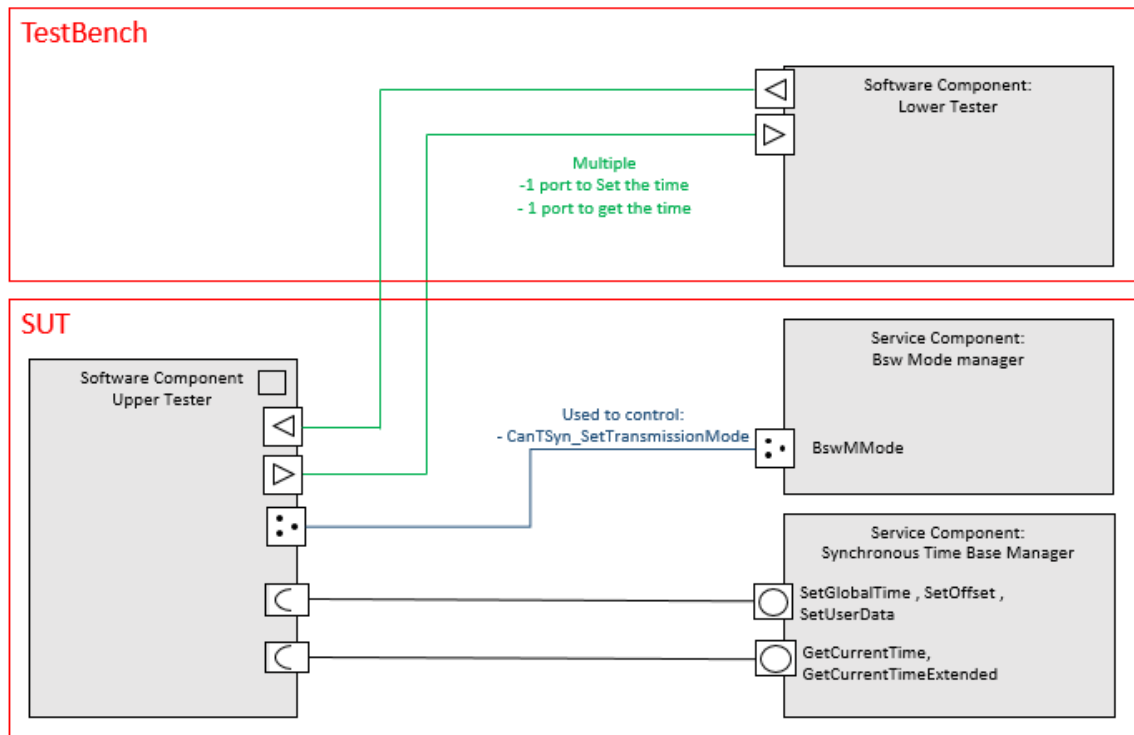 TestBench
Software Component:
Lower Tester
Multiple
-1 port to Set the time
- 1 port to get the time
SUT
Software Component
Upper Tester
Used to control:
- CanTSyn_SetTransmissionMode
Service Component:
Bsw Mode manager
BswMMode
Service Component:
Synchronous Time Base Manager
SetGlobalTime , SetOffset ,
SetUserData
GetCurrentTime,
GetCurrentTimeExtended